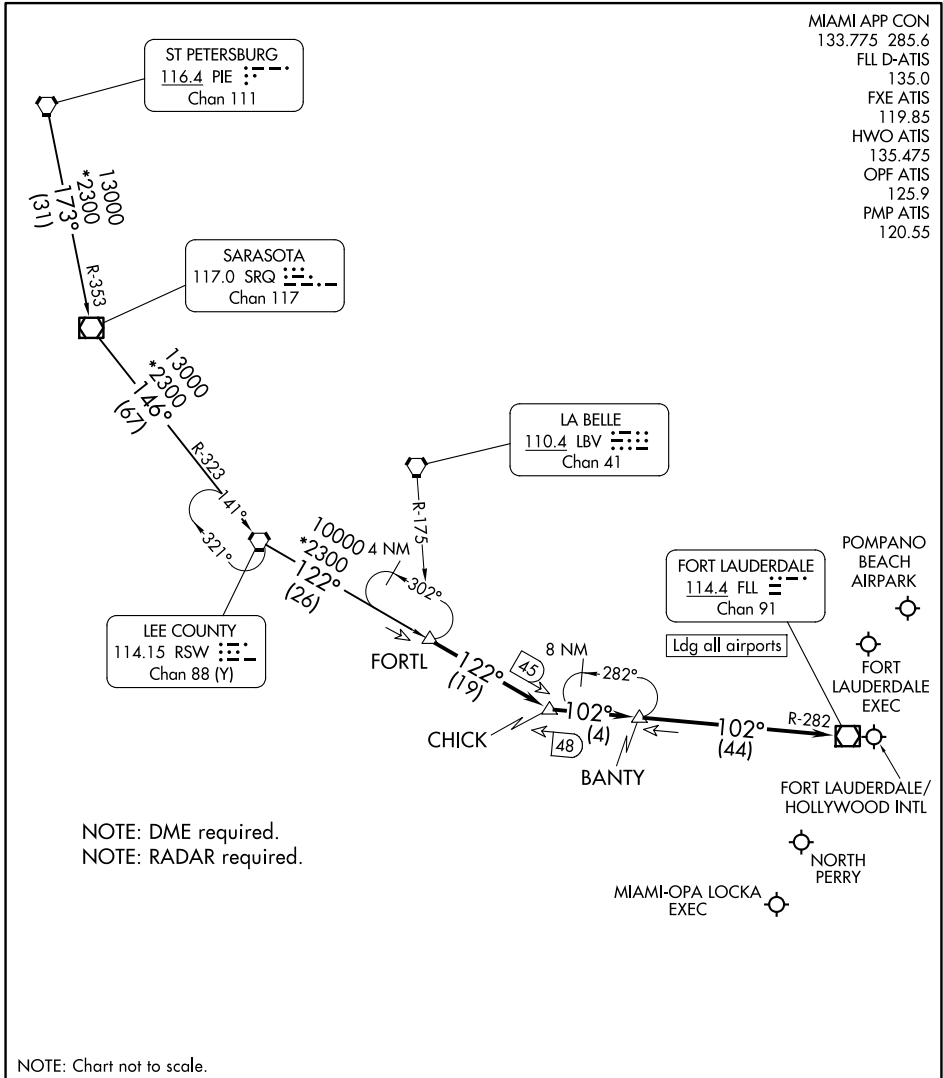 MIAMI APP CON
133.775 285.6
FLL D-ATIS
135.0
FXE ATIS
119.85
HWO ATIS
135.475
OPF ATIS
125.9
PMP ATIS
120.55
ST PETERSBURG
116.4 PIE
Chan 111
13000
*2300
173°
(31)
R-353
SARASOTA
117.0 SRQ
Chan 117
13000
*2300
146°
(67)
R-323
141°
321°
LA BELLE
110.4 LBV
Chan 41
R-175
10000
*2300
122°
(26)
4 NM
302°
LEE COUNTY
114.15 RSW
Chan 88 (Y)
FORTL
122°
(19)
45
8 NM
282°
CHICK
102°
(4)
48
BANTY
102°
(44)
R-282
FORT LAUDERDALE
114.4 FLL
Chan 91
Ldg all airports
POMPANO
BEACH
AIRPARK
FORT
LAUDERDALE
EXEC
FORT LAUDERDALE/
HOLLYWOOD INTL
NORTH
PERRY
MIAMI-OPA LOCKA
EXEC
NOTE: DME required.
NOTE: RADAR required.
NOTE: Chart not to scale.